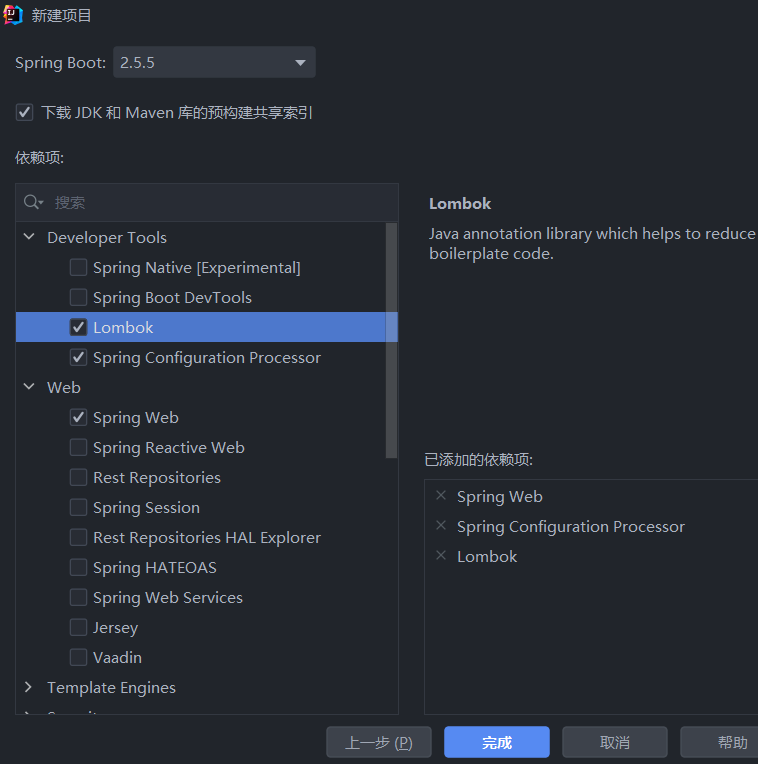 新建项目
Spring Boot: 2.5.5
下载 JDK 和 Maven 库的预构建共享索引
依赖项:
搜索
Developer Tools
Spring Native [Experimental]
Spring Boot DevTools
Lombok
Spring Configuration Processor
Web
Spring Web
Spring Reactive Web
Rest Repositories
Spring Session
Rest Repositories HAL Explorer
Spring HATEOAS
Spring Web Services
Jersey
Vaadin
Template Engines
Lombok
Java annotation library which helps to reduce
boilerplate code.
已添加的依赖项:
Spring Web
Spring Configuration Processor
Lombok
上一步 (P)
完成
取消
帮助